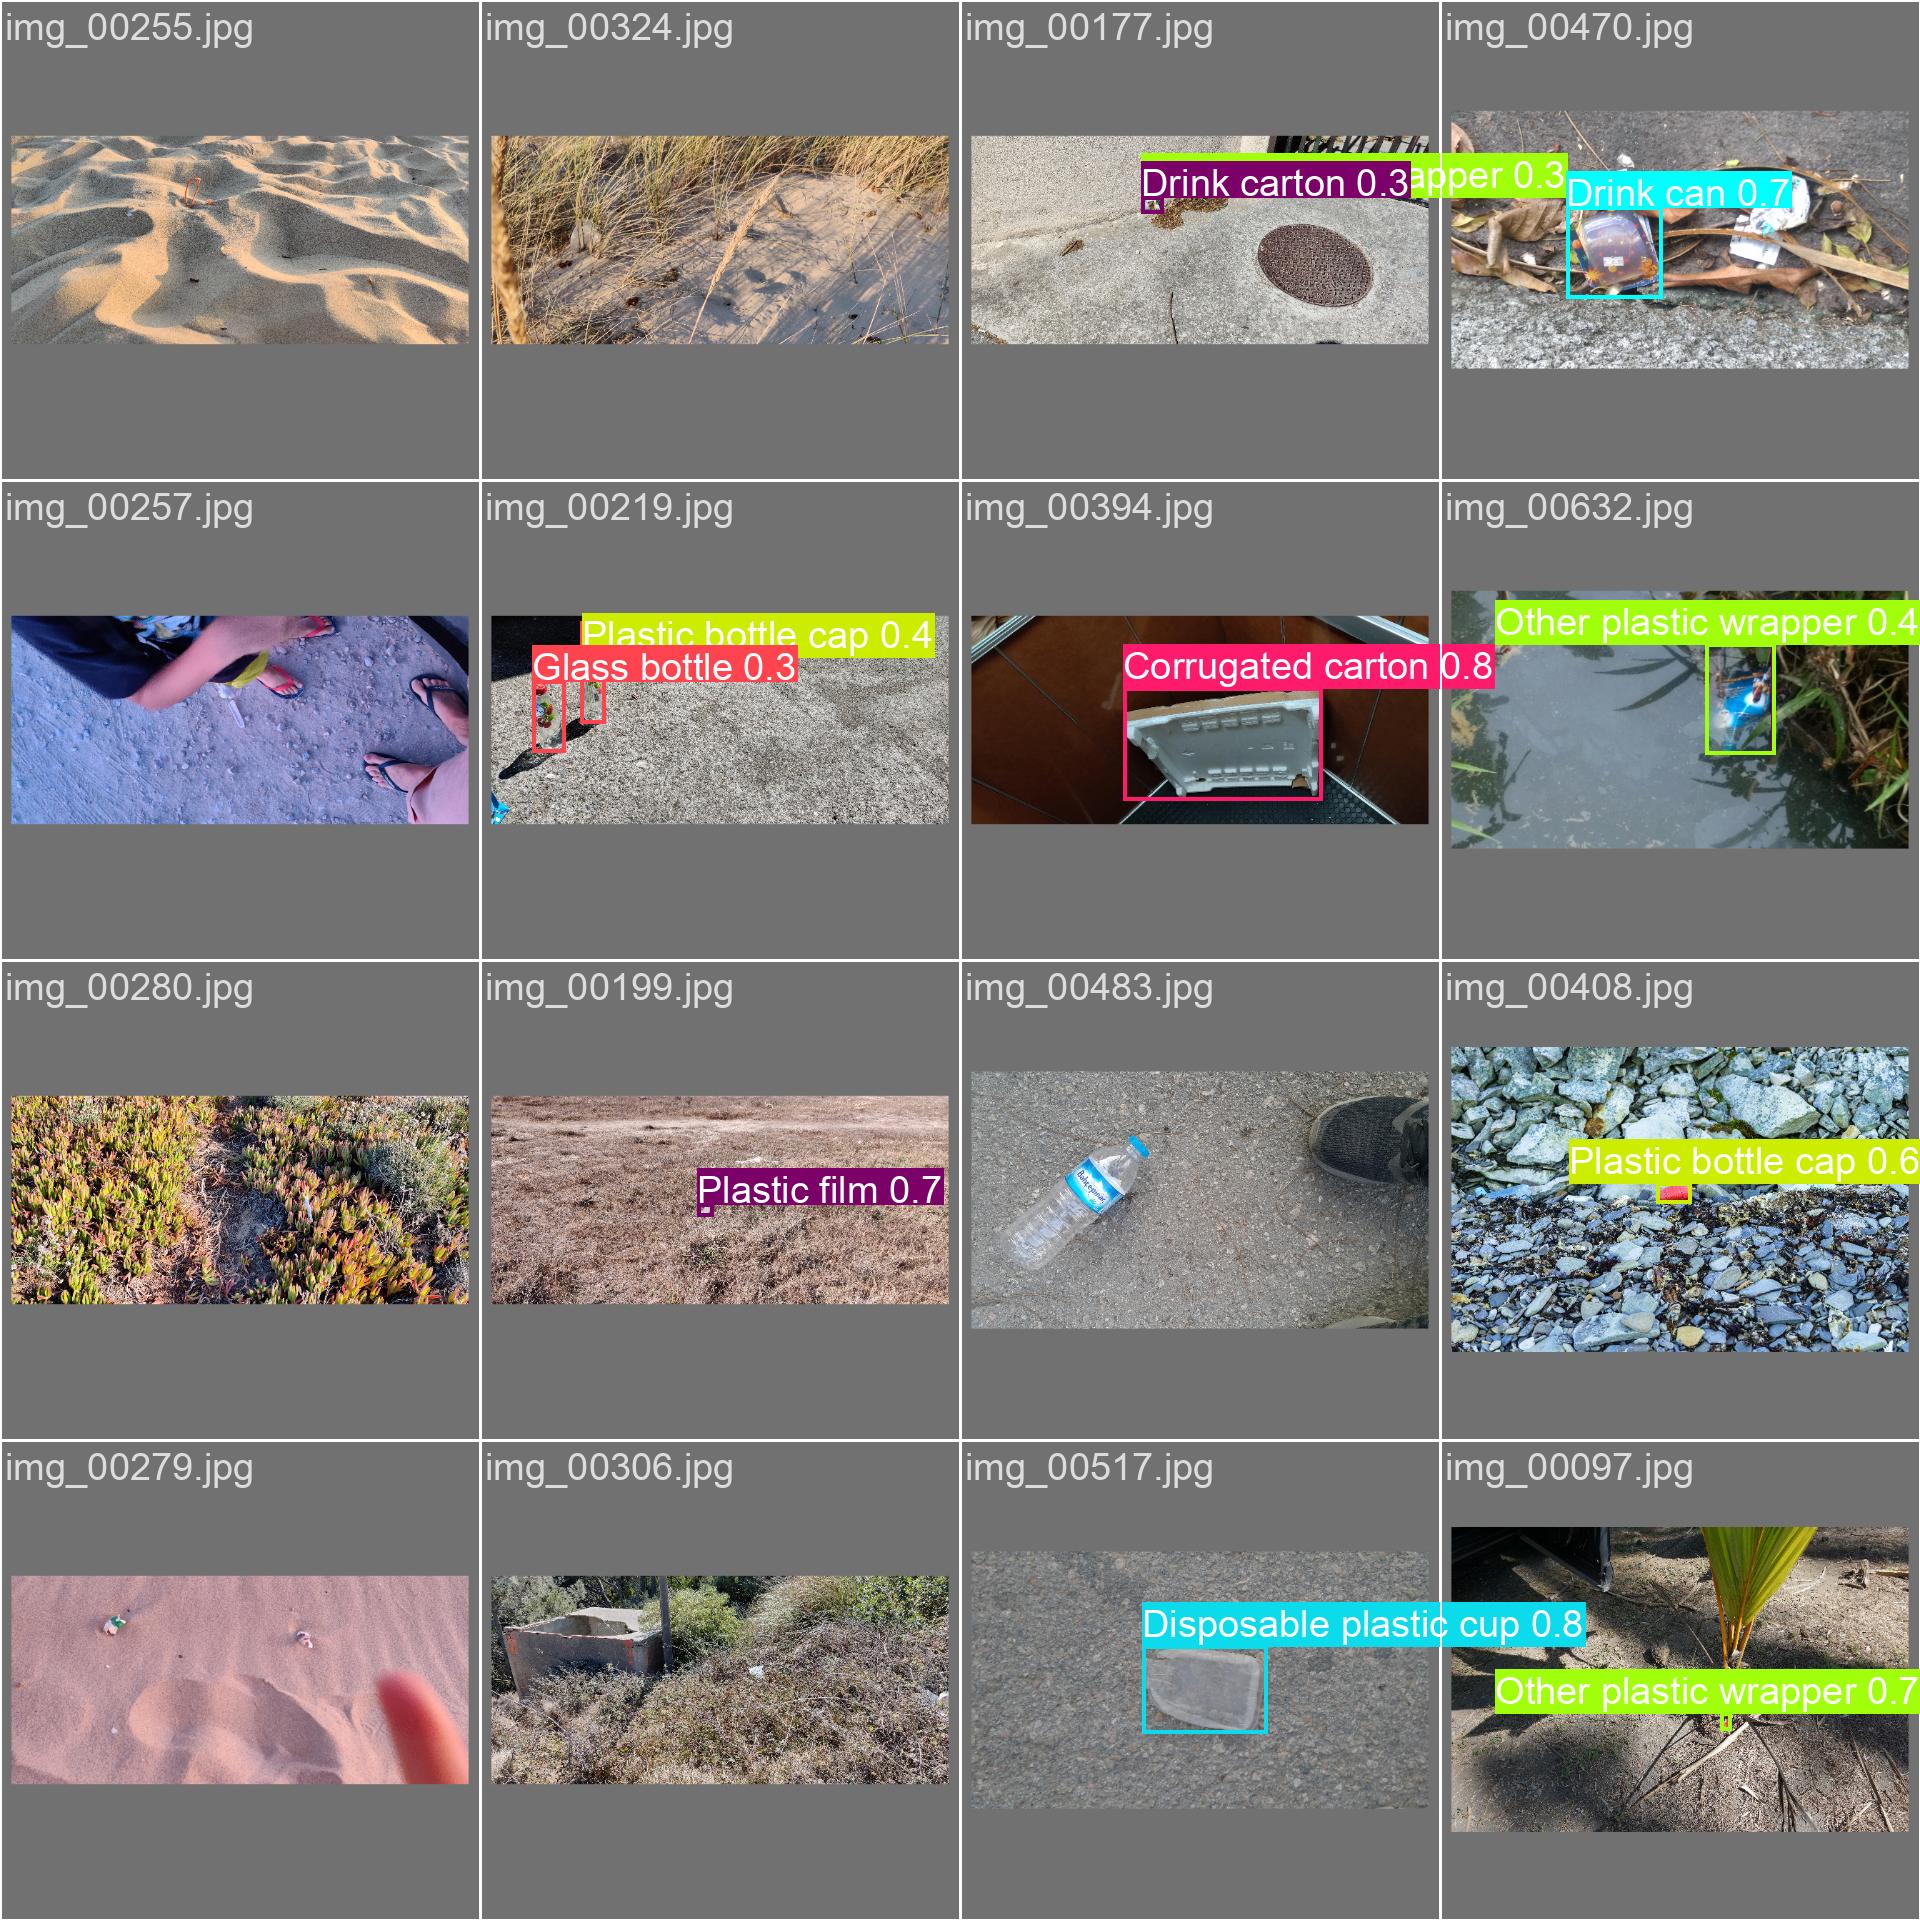 img_00255.jpg
img_00324.jpg
img_00177.jpg
img_00470.jpg
Drink carton 0.3
apper 0.3
Drink can 0.7
img_00257.jpg
img_00219.jpg
img_00394.jpg
img_00632.jpg
Plastic bottle cap 0.4
Glass bottle 0.3
Corrugated carton 0.8
Other plastic wrapper 0.4
img_00280.jpg
img_00199.jpg
img_00483.jpg
img_00408.jpg
Plastic film 0.7
Plastic bottle cap 0.6
img_00279.jpg
img_00306.jpg
img_00517.jpg
img_00097.jpg
Disposable plastic cup 0.8
Other plastic wrapper 0.7